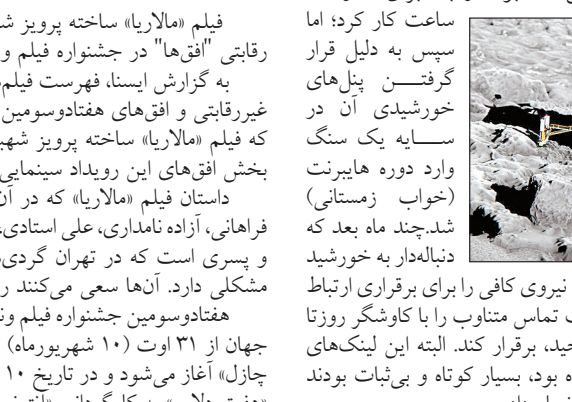 فیلم «مالاریا» ساخته پرویز
رقابتی "افق‌ها" در جشنواره فیلم و
به گزارش ایسنا، فهرست فیلم
غیررقابتی و افق‌های هفتادوسومین
که فیلم «مالاریا» ساخته پرویز
بخش افق‌های این رویداد سینمایی
داستان فیلم «مالاریا» که در آن
فراهانی، آزاده نامداری، علی استادی،
و پسری است که در تهران گردی
مشکلی دارد. آن‌ها سعی می‌کنند
هفتادوسومین جشنواره فیلم
جهان از ۳۱ اوت (۱۰ شهریورماه)
چازل» آغاز می‌شود و در تاریخ ۱۰
ساعت کار کرد؛ اما
سپس به دلیل قرار
گرفتن پنل‌های
خورشیدی آن در
سایه یک سنگ
وارد دوره هایبرنت
(خواب زمستانی)
شد.چند ماه بعد که
دنباله‌دار به خورشید
نیروی کافی را برای برقراری ارتباط
تماس متناوب را با کاوشگر روزتا
برقرار کند. البته این لینک‌های
بود، بسیار کوتاه و بی‌ثبات بودند